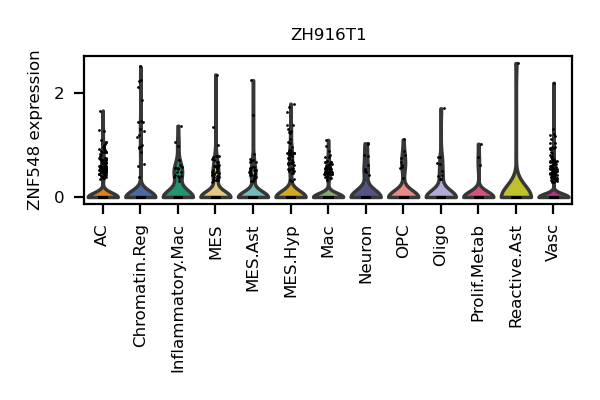 ZH916T1
ZNF548 expression
2
0
AC
Chromatin.Reg
Inflammatory.Mac
MES
MES.Ast
MES.Hyp
Mac
Neuron
OPC
Oligo
Prolif.Metab
Reactive.Ast
Vasc